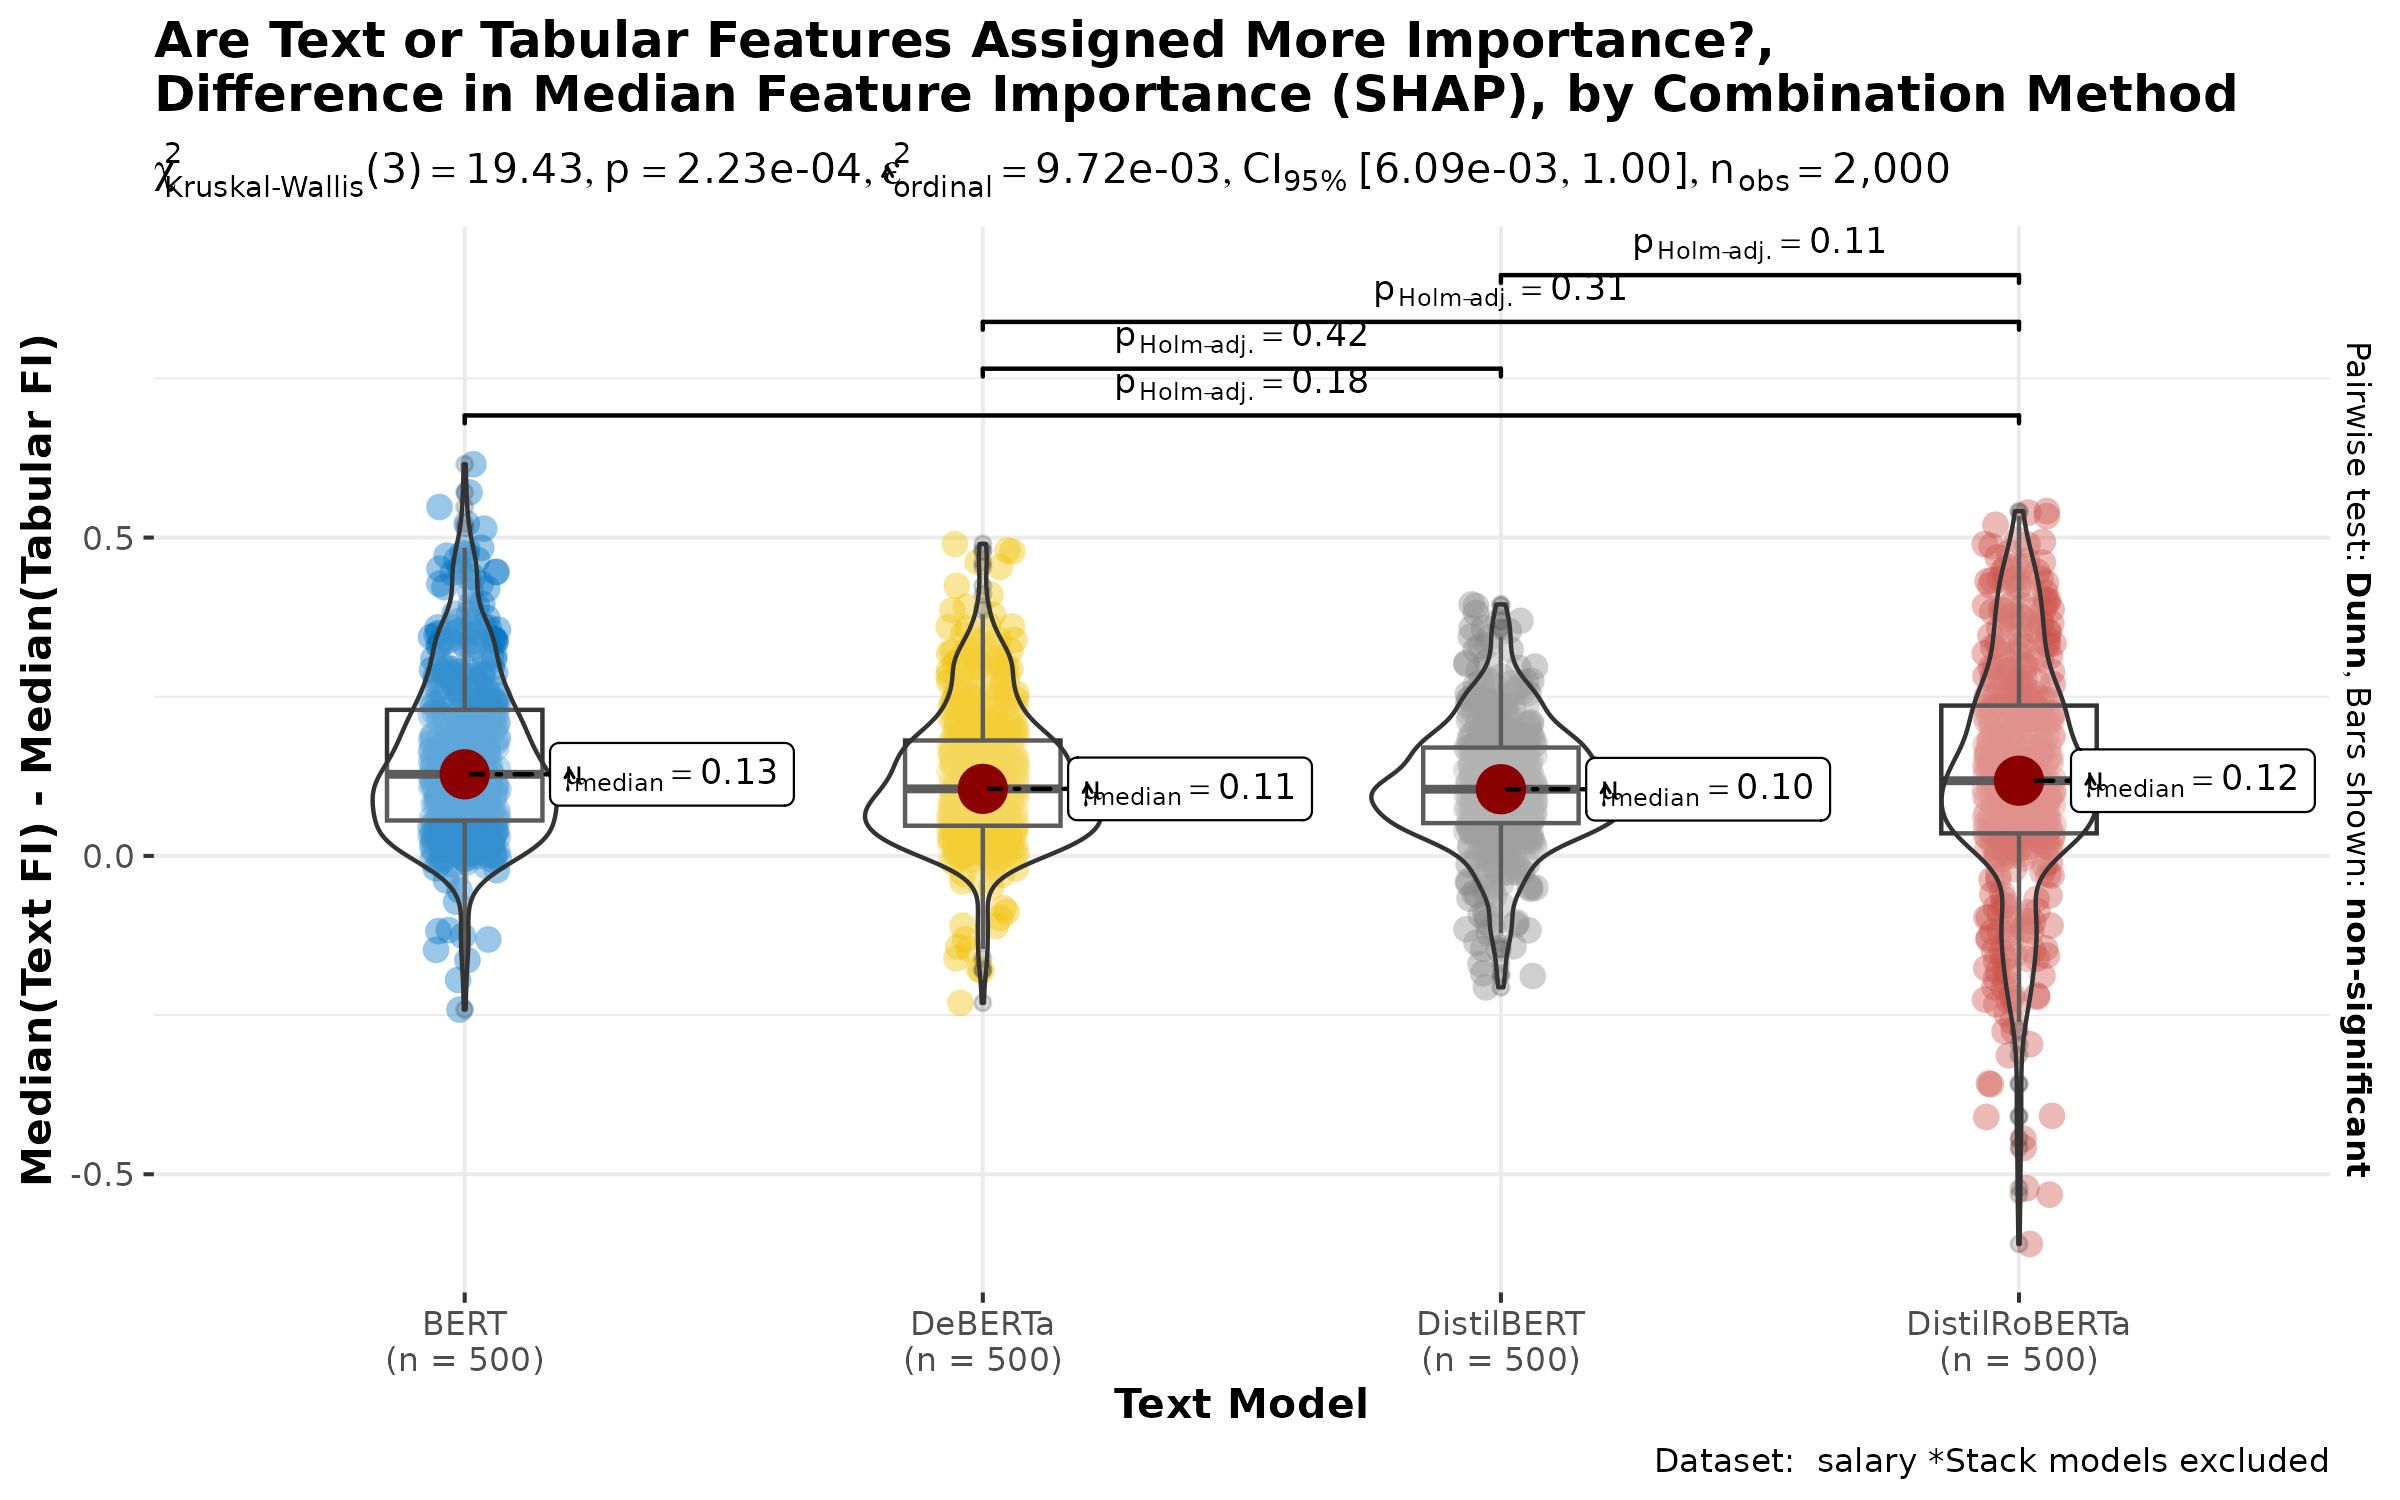 Are Text or Tabular Features Assigned More Importance?,
Difference in Median Feature Importance (SHAP), by Combination Method
χ²Kruskal-Wallis(3) = 19.43, p = 2.23e-04, ε̂²ordinal = 9.72e-03, CI95% [6.09e-03, 1.00], nobs = 2,000
pHolm-adj. = 0.11
pHolm-adj. = 0.31
pHolm-adj. = 0.42
pHolm-adj. = 0.18
Median(Text FI) - Median(Tabular FI)
0.5
0.0
-0.5
μ̂median = 0.13
μ̂median = 0.11
μ̂median = 0.10
μ̂median = 0.12
Pairwise test: Dunn, Bars shown: non-significant
BERT
(n = 500)
DeBERTa
(n = 500)
DistilBERT
(n = 500)
DistilRoBERTa
(n = 500)
Text Model
Dataset:  salary *Stack models excluded